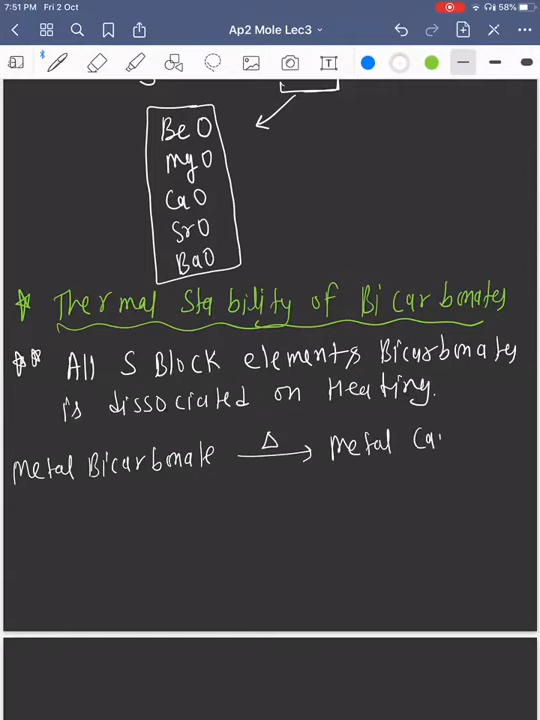 7:51 PM Fri 2 Oct
58%
Ap2 Mole Lec3
T
BeO
MgO
CaO
SrO
BaO
Thermal Stability of Bicarbonates
All S Block elements Bicarbonates
is dissociated on Heating.
Metal Bicarbonate Δ→ Metal Ca